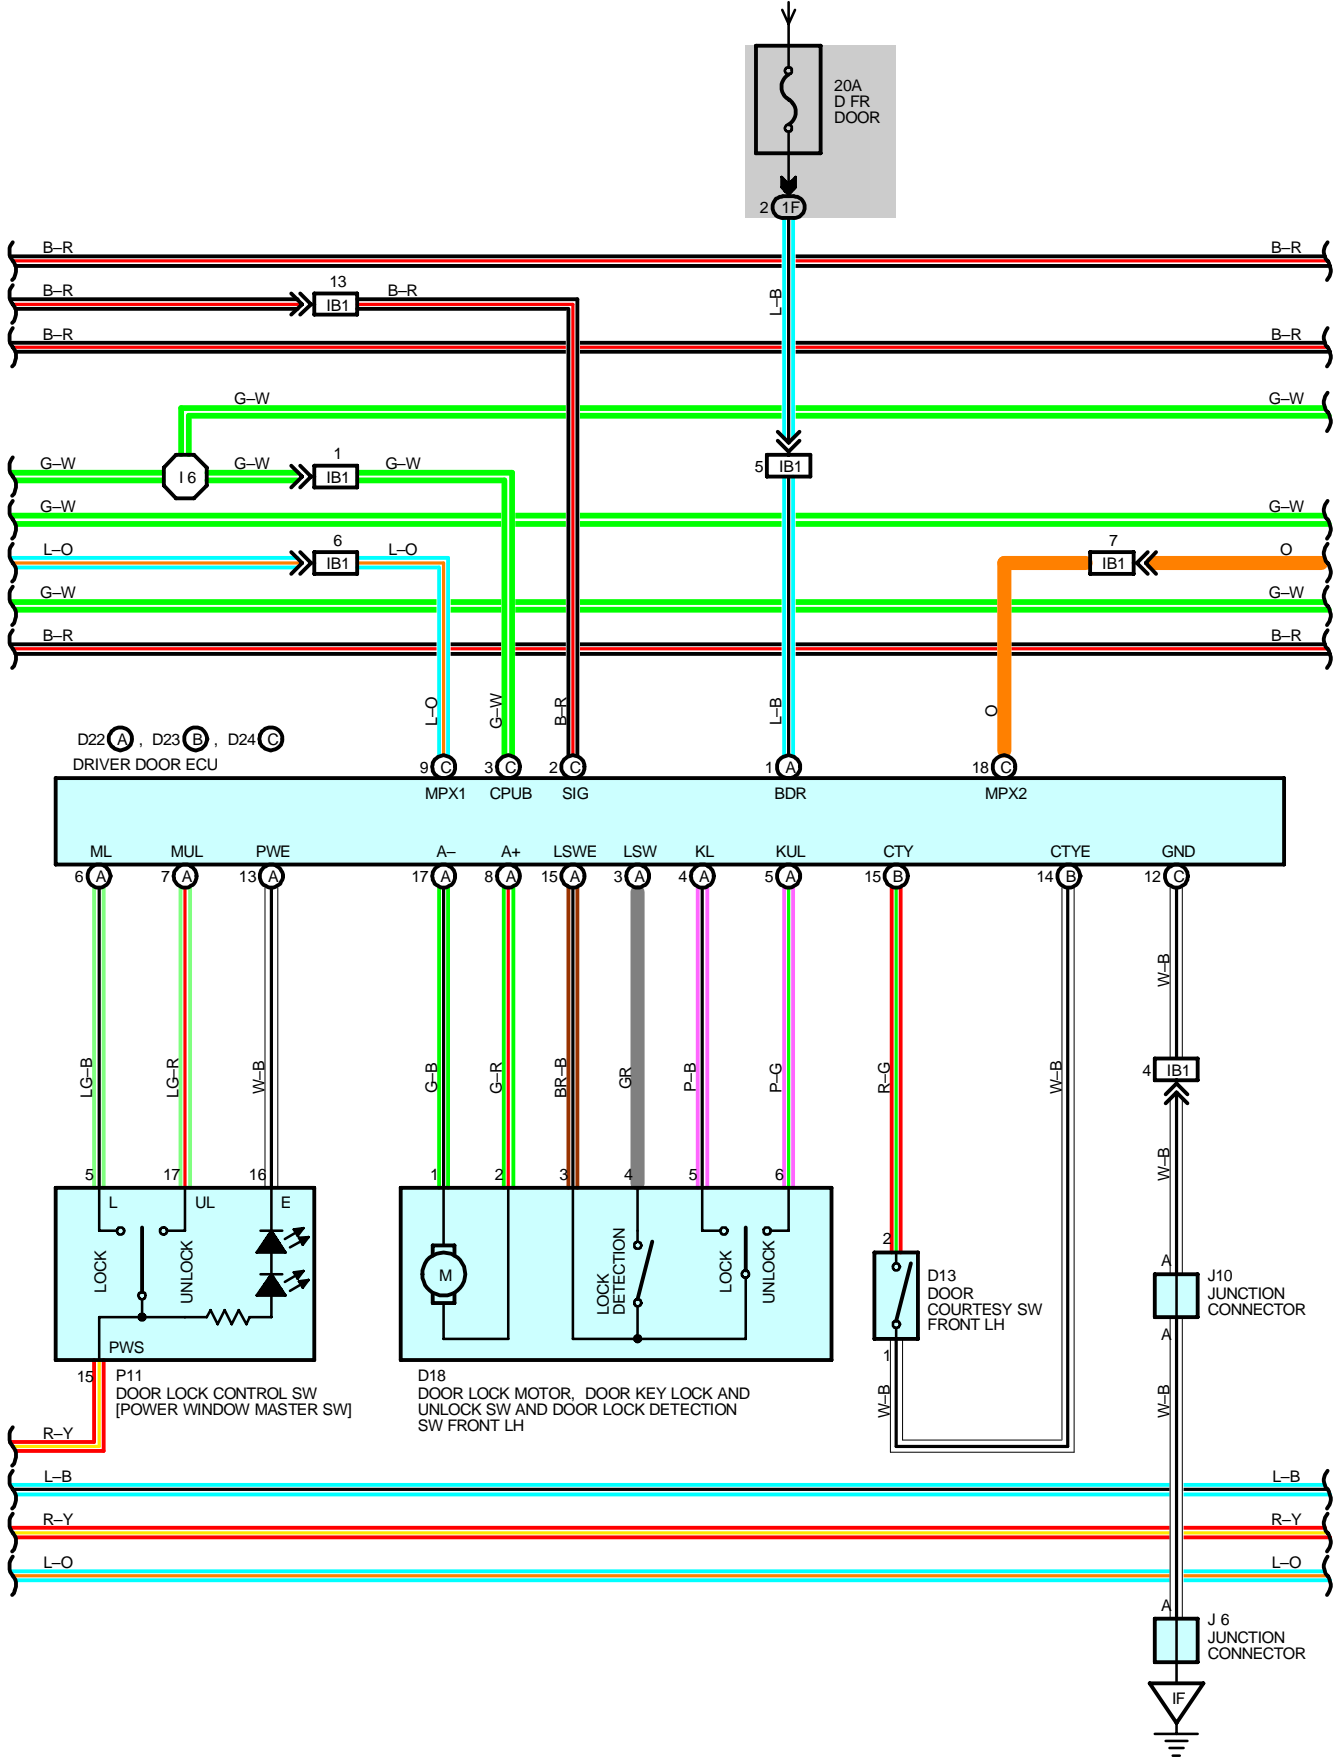 20A
D FR
DOOR
2 1F
B–R B–R
13
B–R IB1 B–R
L–B
B–R B–R
G–W G–W
1
G–W I 6 G–W IB1 G–W
5 IB1
G–W G–W
6 7
L–O IB1 L–O IB1 O
G–W G–W
B–R B–R
L–O G–W B–R L–B O
D22 A , D23 B , D24 C
DRIVER DOOR ECU
9 C 3 C 2 C 1 A 18 C
MPX1 CPUB SIG BDR MPX2
ML MUL PWE A– A+ LSWE LSW KL KUL CTY CTYE GND
6 A 7 A 13 A 17 A 8 A 15 A 3 A 4 A 5 A 15 B 14 B 12 C
W–B
LG–B LG–R W–B G–B G–R BR–B GR P–B P–G R–G W–B
4 IB1
W–B
5 17 16 1 2 3 4 5 6
L UL E
LOCK UNLOCK
M
LOCK
DETECTION
LOCK UNLOCK
2
D13
DOOR
COURTESY SW
FRONT LH
1
A
J10
JUNCTION
CONNECTOR
A
PWS
15 P11
DOOR LOCK CONTROL SW
[POWER WINDOW MASTER SW]
D18
DOOR LOCK MOTOR, DOOR KEY LOCK AND
UNLOCK SW AND DOOR LOCK DETECTION
SW FRONT LH
W–B W–B
R–Y
L–B L–B
R–Y R–Y
L–O L–O
A
J 6
JUNCTION
CONNECTOR
IF